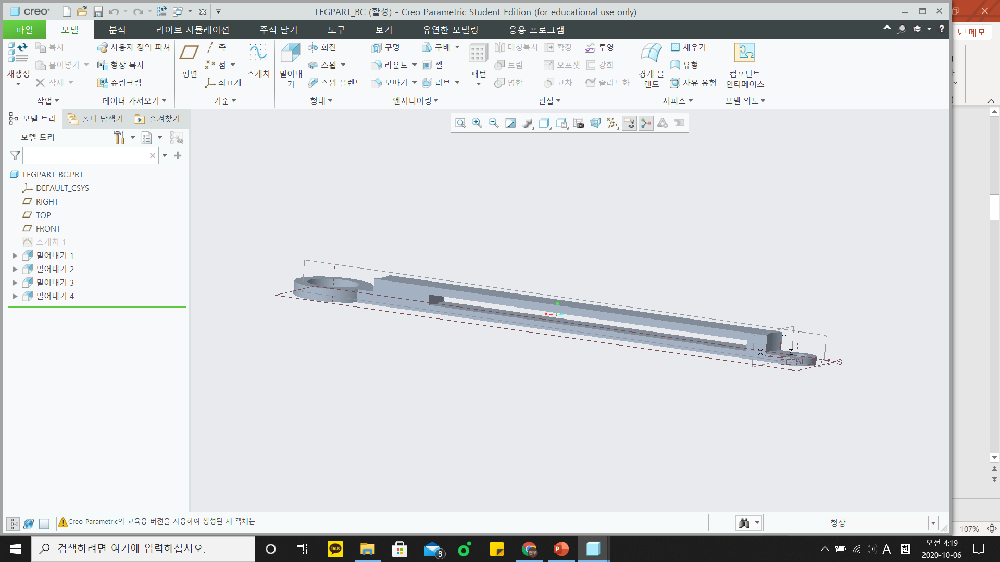 creo
LEGPART_BC (활성) - Creo Parametric Student Edition (for educational use only)
파일 모델 분석 라이브 시뮬레이션 주석 달기 도구 보기 유연한 모델링 응용 프로그램
메모
재생성 복사 붙여넣기 삭제
작업
사용자 정의 피쳐
형상 복사
슈링크랩
데이터 가져오기
평면 축 점 좌표계 스케치
기준
밀어내기 회전 스윕 스윕 블렌드
형태
구멍 라운드 모따기 구배 셸 리브
엔지니어링
패턴 대칭복사 트림 병합 확장 오프셋 교차 투영 강화 솔리드화
편집
경계 블렌드 채우기 유형 자유 유형
서피스
컴포넌트
인터페이스
모델 의도
모델 트리 폴더 탐색기 즐겨찾기
모델 트리
LEGPART_BC.PRT
DEFAULT_CSYS
RIGHT
TOP
FRONT
스케치 1
밀어내기 1
밀어내기 2
밀어내기 3
밀어내기 4
Y
X Z
DEFAULT_CSYS
Creo Parametric의 교육용 버전을 사용하여 생성된 새 객체는
형상
107%
검색하려면 여기에 입력하십시오.
TALK
3
현우
P
A
한
오전 4:19
2020-10-06